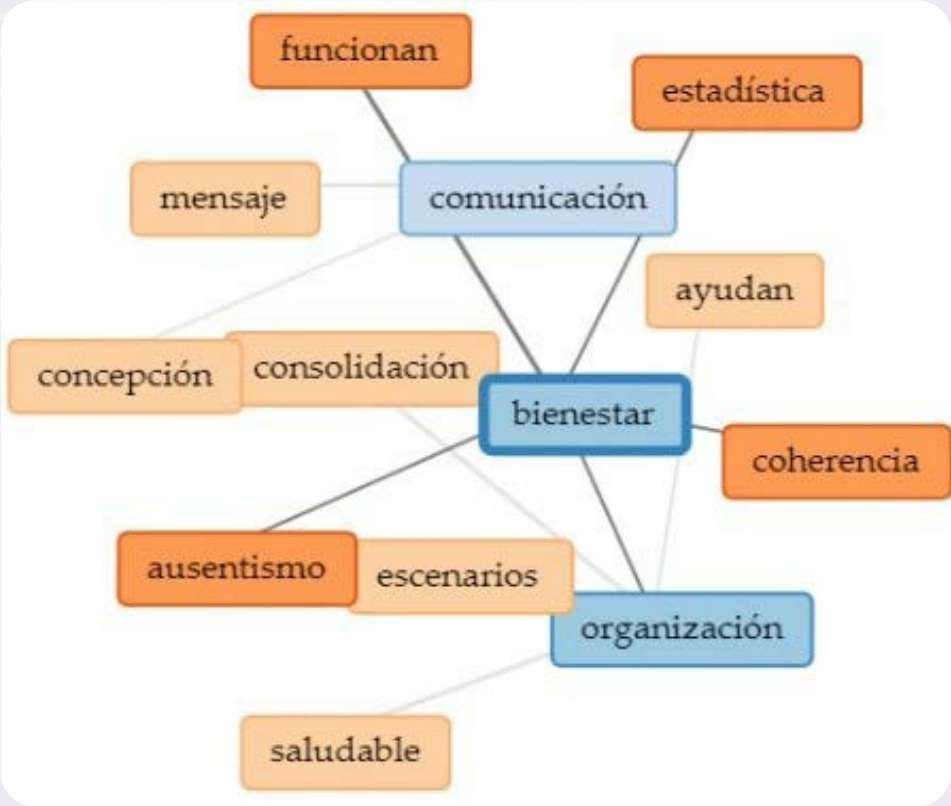 funcionan
estadística
mensaje
comunicación
ayudan
concepción
consolidación
bienestar
coherencia
ausentismo
escenarios
organización
saludable